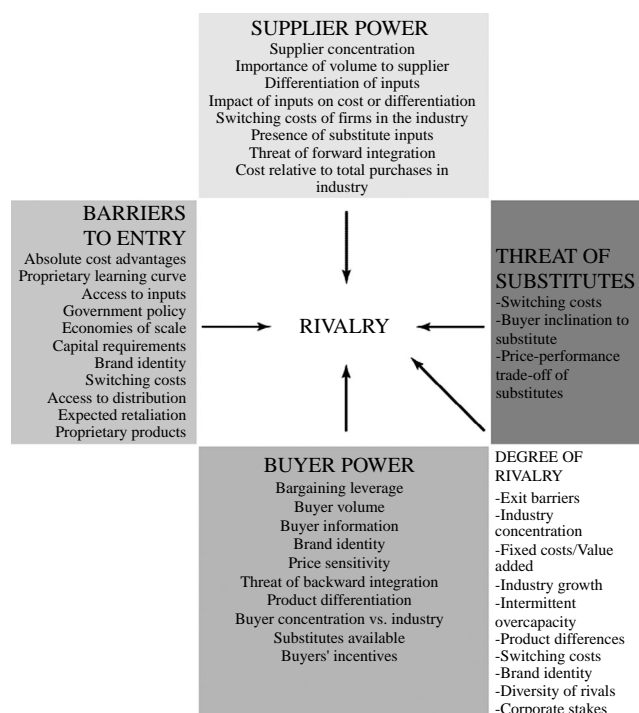 SUPPLIER POWER
Supplier concentration
Importance of volume to supplier
Differentiation of inputs
Impact of inputs on cost or differentiation
Switching costs of firms in the industry
Presence of substitute inputs
Threat of forward integration
Cost relative to total purchases in
industry
BARRIERS
TO ENTRY
Absolute cost advantages
Proprietary learning curve
Access to inputs
Government policy
Economies of scale
Capital requirements
Brand identity
Switching costs
Access to distribution
Expected retaliation
Proprietary products
RIVALRY
THREAT OF
SUBSTITUTES
-Switching costs
-Buyer inclination to
substitute
-Price-performance
trade-off of
substitutes
BUYER POWER
Bargaining leverage
Buyer volume
Buyer information
Brand identity
Price sensitivity
Threat of backward integration
Product differentiation
Buyer concentration vs. industry
Substitutes available
Buyers' incentives
DEGREE OF
RIVALRY
-Exit barriers
-Industry
concentration
-Fixed costs/Value
added
-Industry growth
-Intermittent
overcapacity
-Product differences
-Switching costs
-Brand identity
-Diversity of rivals
-Corporate stakes